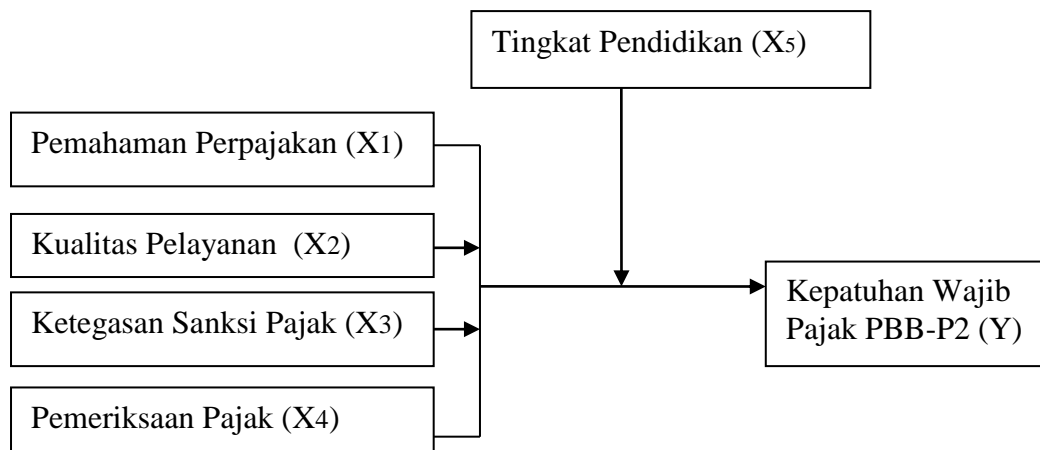 Tingkat Pendidikan (X5)
Pemahaman Perpajakan (X1)
Kualitas Pelayanan (X2)
Ketegasan Sanksi Pajak (X3)
Pemeriksaan Pajak (X4)
Kepatuhan Wajib
Pajak PBB-P2 (Y)